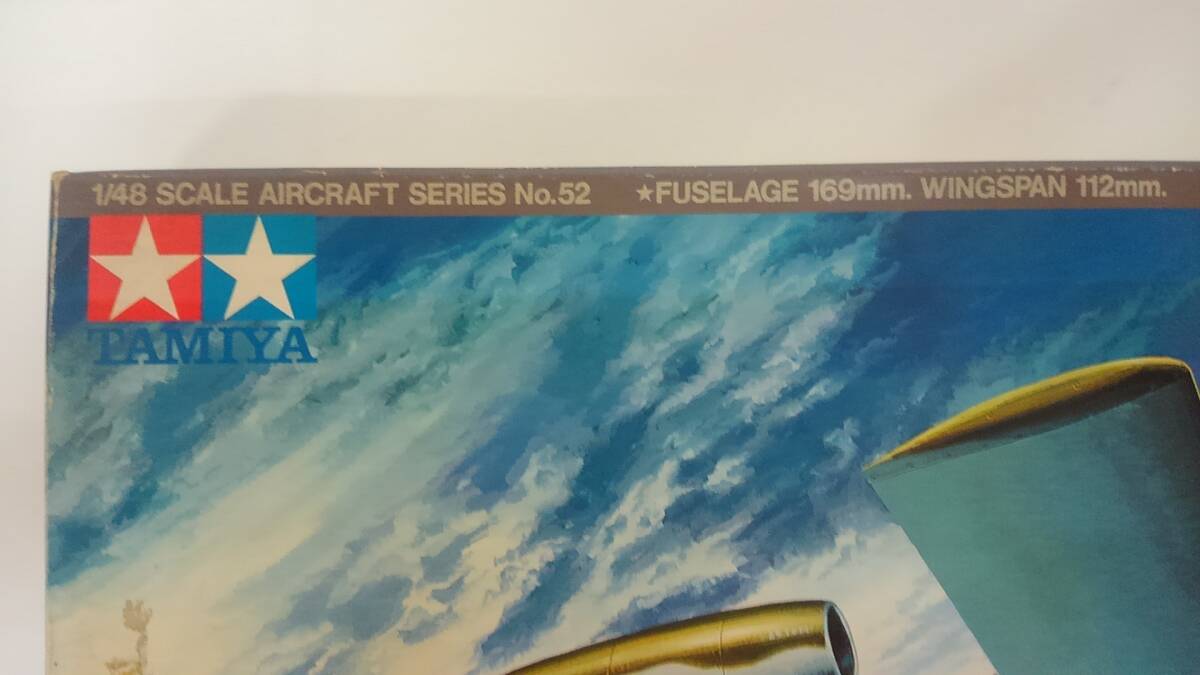 1/48 SCALE AIRCRAFT SERIES No.52 ★FUSELAGE 169mm. WINGSPAN 112mm.
TAMIYA